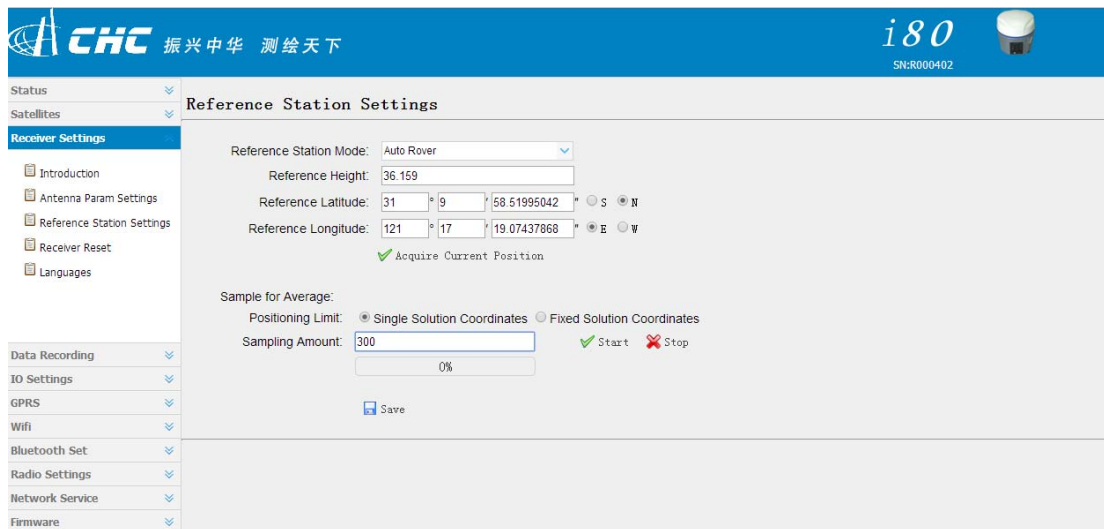 CHC 振兴中华 测绘天下
i80
SN:R000402
Status
Satellites
Receiver Settings
Introduction
Antenna Param Settings
Reference Station Settings
Receiver Reset
Languages
Data Recording
IO Settings
GPRS
Wifi
Bluetooth Set
Radio Settings
Network Service
Firmware
Reference Station Settings
Reference Station Mode: Auto Rover
Reference Height: 36.159
Reference Latitude: 31 ° 9 ′ 58.51995042 ″ S N
Reference Longitude: 121 ° 17 ′ 19.07437868 ″ E W
Acquire Current Position
Sample for Average:
Positioning Limit: Single Solution Coordinates Fixed Solution Coordinates
Sampling Amount: 300 Start Stop
0%
Save